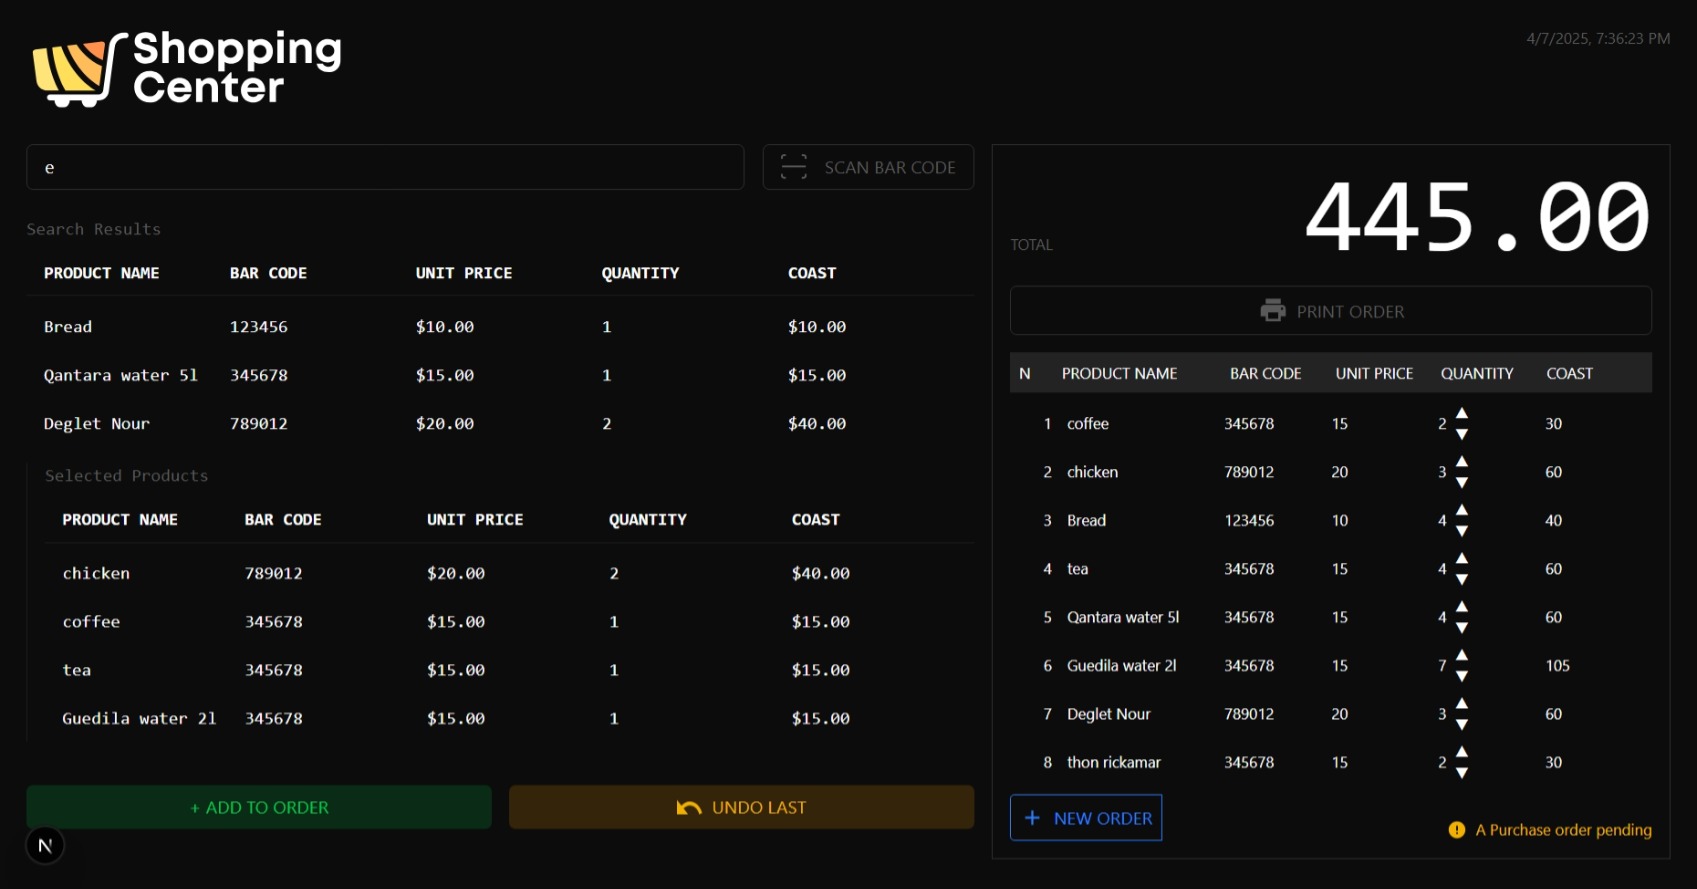 Shopping
Center
4/7/2025, 7:36:23 PM
e
SCAN BAR CODE
Search Results
PRODUCT NAME BAR CODE UNIT PRICE QUANTITY COAST
Bread 123456 $10.00 1 $10.00
Qantara water 5l 345678 $15.00 1 $15.00
Deglet Nour 789012 $20.00 2 $40.00
Selected Products
PRODUCT NAME BAR CODE UNIT PRICE QUANTITY COAST
chicken 789012 $20.00 2 $40.00
coffee 345678 $15.00 1 $15.00
tea 345678 $15.00 1 $15.00
Guedila water 2l 345678 $15.00 1 $15.00
+ ADD TO ORDER
UNDO LAST
N
TOTAL 445.00
PRINT ORDER
N PRODUCT NAME BAR CODE UNIT PRICE QUANTITY COAST
1 coffee 345678 15 2 30
2 chicken 789012 20 3 60
3 Bread 123456 10 4 40
4 tea 345678 15 4 60
5 Qantara water 5l 345678 15 4 60
6 Guedila water 2l 345678 15 7 105
7 Deglet Nour 789012 20 3 60
8 thon rickamar 345678 15 2 30
+ NEW ORDER
A Purchase order pending